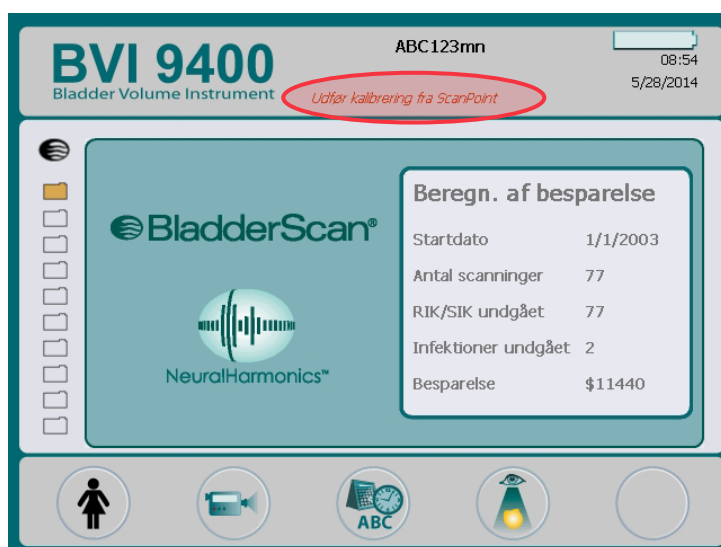 BVI 9400
Bladder Volume Instrument
ABC123mn
Udfør kalibrering fra ScanPoint
08:54
5/28/2014
BladderScan®
NeuralHarmonics™
Beregn. af besparelse
Startdato 1/1/2003
Antal scanninger 77
RIK/SIK undgået 77
Infektioner undgået 2
Besparelse $11440
ABC